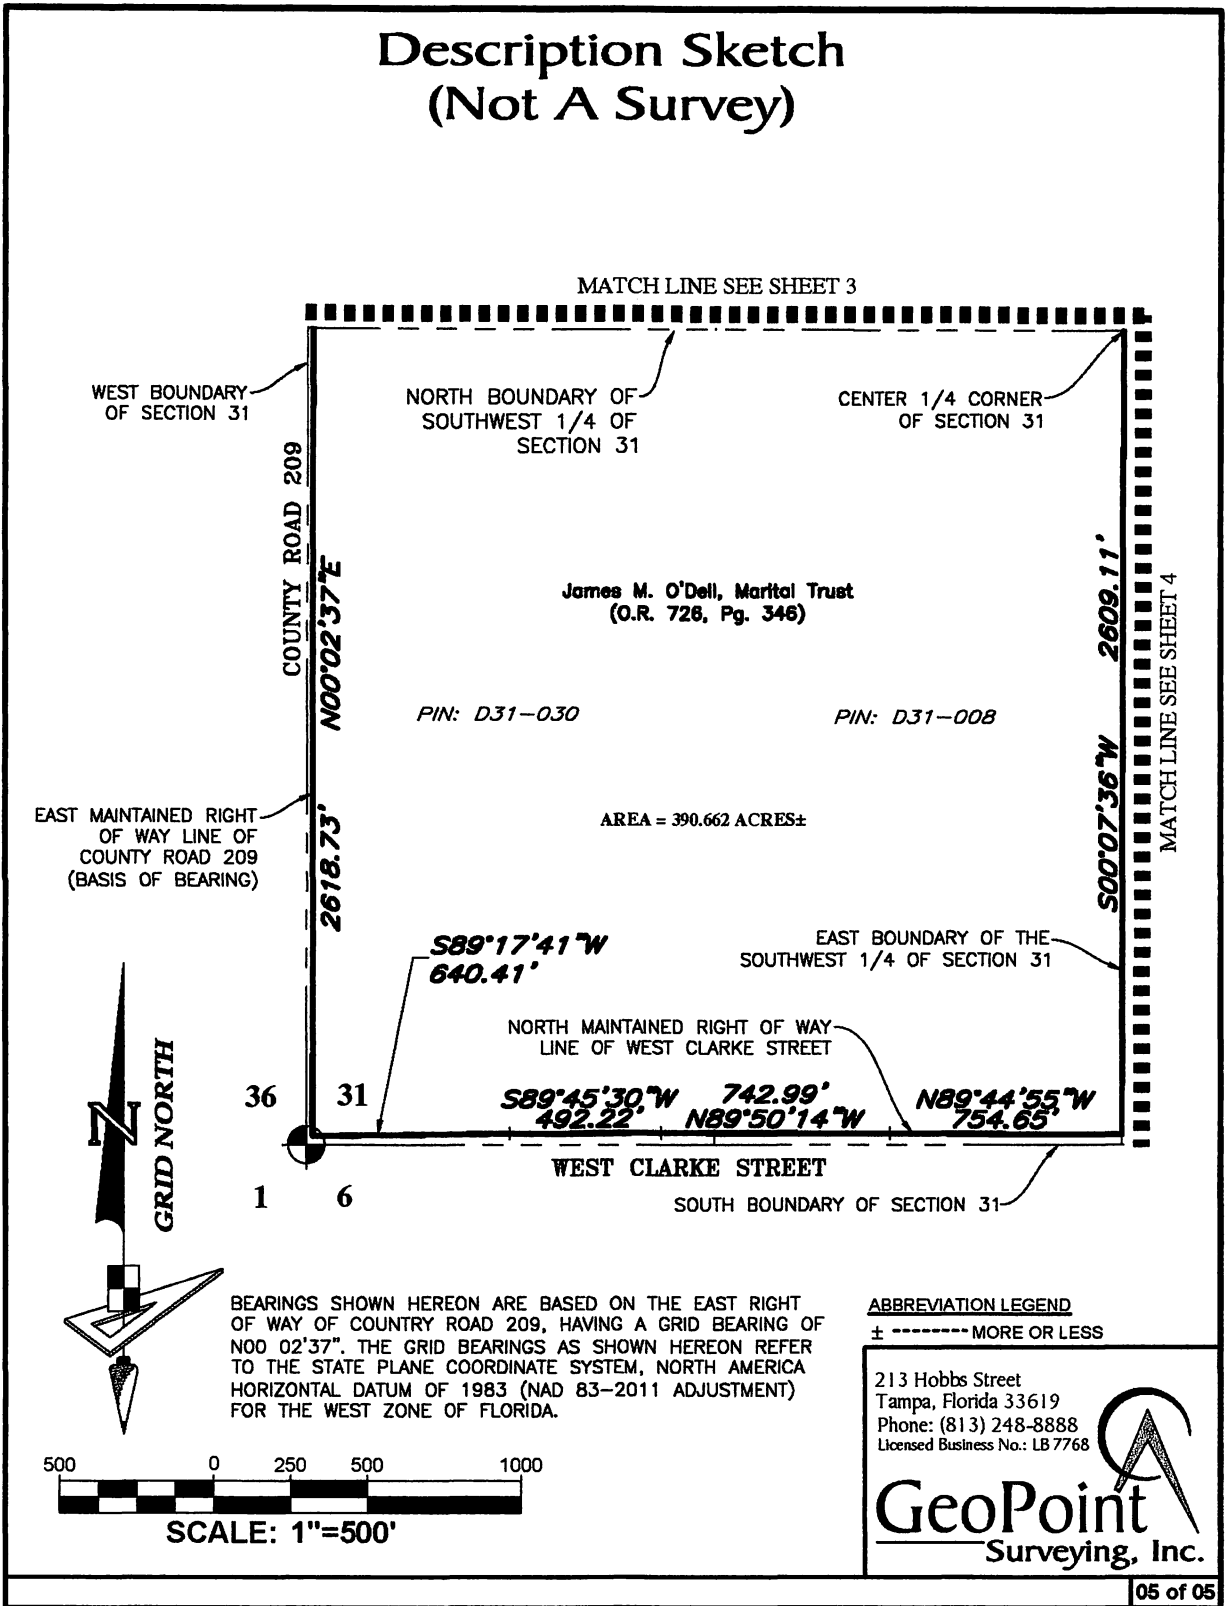 Description Sketch
(Not A Survey)
MATCH LINE SEE SHEET 3
WEST BOUNDARY
OF SECTION 31
NORTH BOUNDARY OF
SOUTHWEST 1/4 OF
SECTION 31
CENTER 1/4 CORNER
OF SECTION 31
COUNTY ROAD 209
N00°02'37"E
2618.73'
James M. O'Dell, Marital Trust
(O.R. 726, Pg. 346)
2609.11'
S00°07'36"W
MATCH LINE SEE SHEET 4
PIN: D31-030
PIN: D31-008
EAST MAINTAINED RIGHT
OF WAY LINE OF
COUNTY ROAD 209
(BASIS OF BEARING)
AREA = 390.662 ACRES±
S89°17'41"W
640.41'
EAST BOUNDARY OF THE
SOUTHWEST 1/4 OF SECTION 31
NORTH MAINTAINED RIGHT OF WAY
LINE OF WEST CLARKE STREET
36
31
S89°45'30"W
492.22'
742.99'
N89°50'14"W
N89°44'55"W
754.65'
WEST CLARKE STREET
1
6
SOUTH BOUNDARY OF SECTION 31
N
GRID NORTH
BEARINGS SHOWN HEREON ARE BASED ON THE EAST RIGHT
OF WAY OF COUNTRY ROAD 209, HAVING A GRID BEARING OF
N00 02'37". THE GRID BEARINGS AS SHOWN HEREON REFER
TO THE STATE PLANE COORDINATE SYSTEM, NORTH AMERICA
HORIZONTAL DATUM OF 1983 (NAD 83-2011 ADJUSTMENT)
FOR THE WEST ZONE OF FLORIDA.
ABBREVIATION LEGEND
± --------- MORE OR LESS
500 0 250 500 1000
SCALE: 1"=500'
213 Hobbs Street
Tampa, Florida 33619
Phone: (813) 248-8888
Licensed Business No.: LB 7768
GeoPoint
Surveying, Inc.
05 of 05